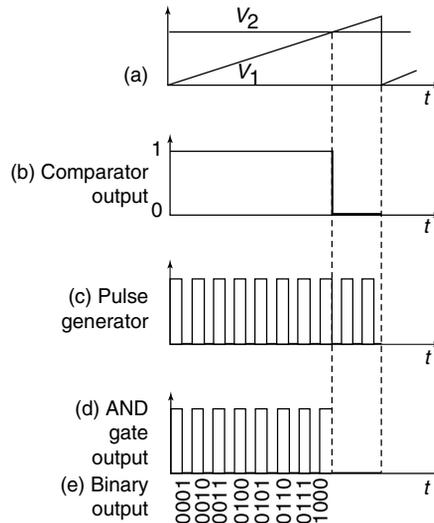 V2
(a)
V1
t
1
(b) Comparator
output
0
t
(c) Pulse
generator
t
(d) AND
gate
output
t
(e) Binary
output
0001
0010
0011
0100
0101
0110
0111
1000